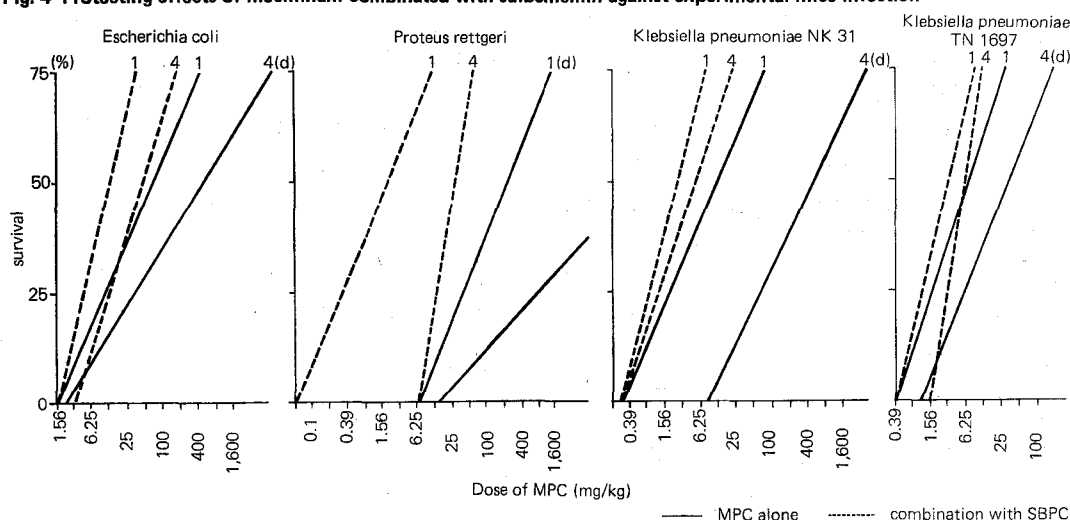 Escherichia coli
Proteus rettgeri
Klebsiella pneumoniae NK 31
Klebsiella pneumoniae
TN 1697
(%) 1 4 1 4(d)
1 4 1(d)
1 4 1 4(d)
1 4 1 4(d)
75
50
25
0
survival
1.56 6.25 25 100 400 1,600
0.1 0.39 1.56 6.25 25 100 400 1,600
0.39 1.56 6.25 25 100 400 1,600
0.39 1.56 6.25 25 100
Dose of MPC (mg/kg)
MPC alone combination with SBPC